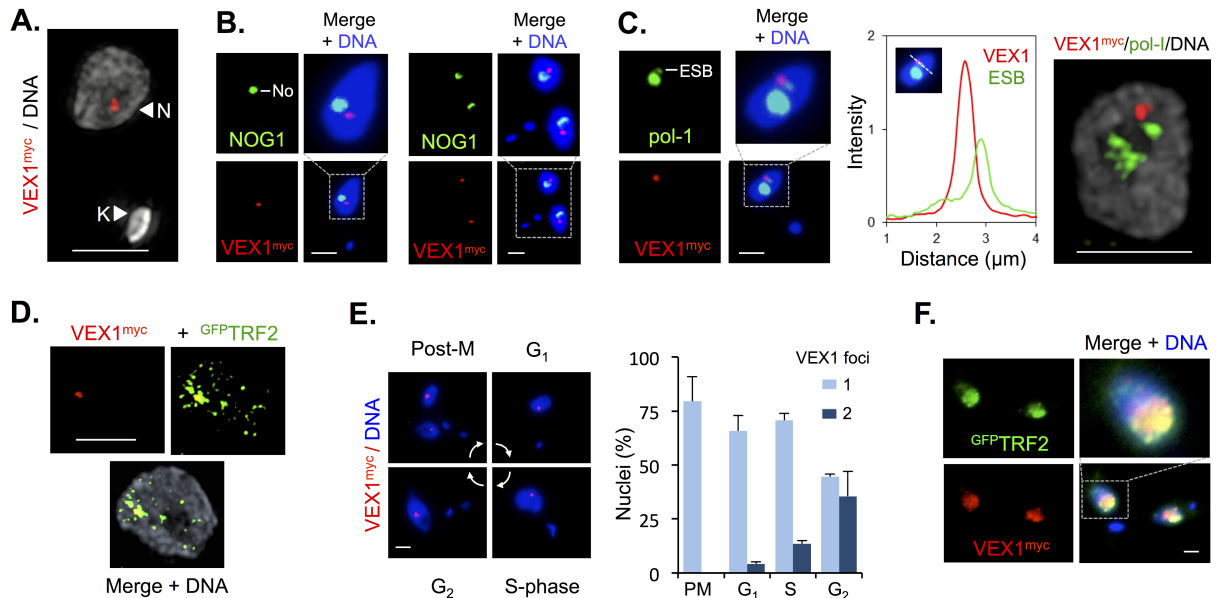 A.
VEX1myc / DNA
N
K
B.
Merge
+ DNA
Merge
+ DNA
No
NOG1
NOG1
VEX1myc
VEX1myc
C.
Merge
+ DNA
ESB
pol-1
VEX1myc
2
1
0
Intensity
VEX1
ESB
1 2 3 4
Distance (µm)
VEX1myc/pol-I/DNA
D.
VEX1myc + GFPTRF2
Merge + DNA
E.
Post-M G1
VEX1myc / DNA
G2 S-phase
100
75
50
25
0
Nuclei (%)
VEX1 foci
1
2
PM G1 S G2
F.
Merge + DNA
GFPTRF2
VEX1myc